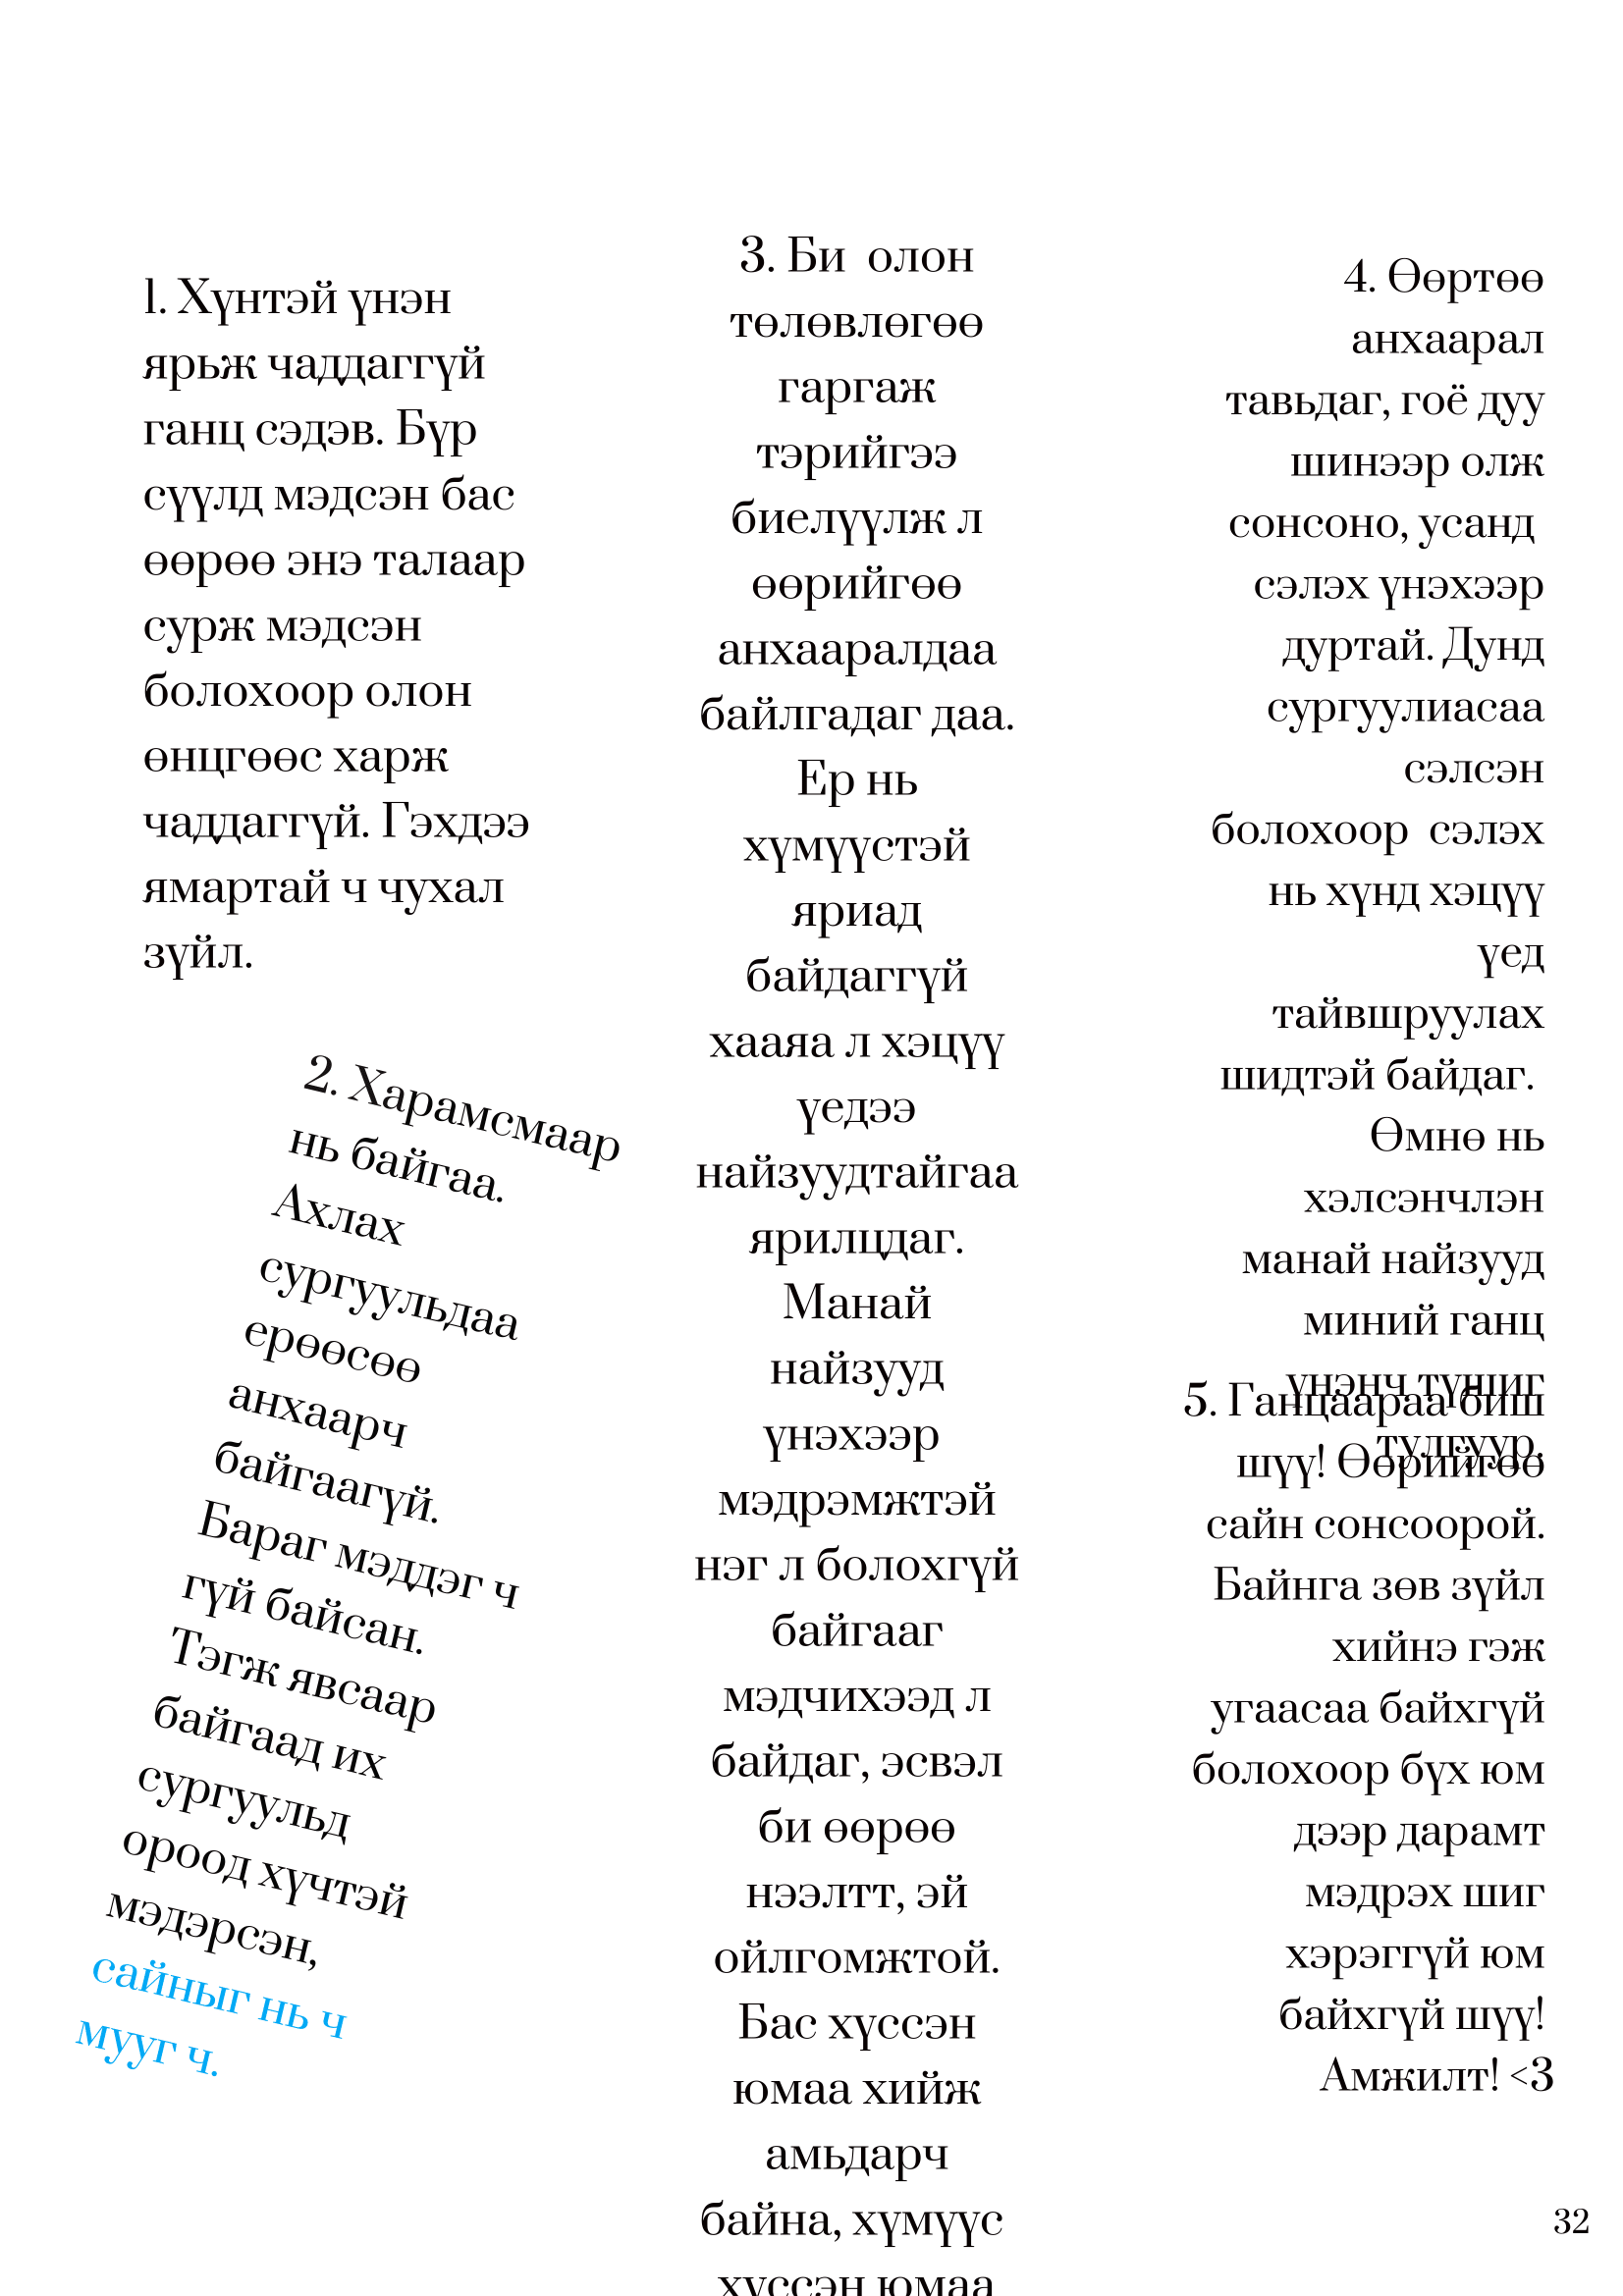 1. Хүнтэй үнэн
ярьж чаддаггүй
ганц сэдэв. Бүр
сүүлд мэдсэн бас
өөрөө энэ талаар
сурж мэдсэн
болохоор олон
өнцгөөс харж
чаддаггүй. Гэхдээ
ямартай ч чухал
зүйл.
2. Харамсмаар
нь байгаа.
Ахлах
сургуульдаа
ерөөсөө
анхаарч
байгаагүй.
Бараг мэддэг ч
гүй байсан.
Тэгж явсаар
байгаад их
сургуульд
ороод хүчтэй
мэдэрсэн,
сайныг нь ч
мууг ч.
3. Би олон
төлөвлөгөө
гаргаж
тэрийгээ
биелүүлж л
өөрийгөө
анхааралдаа
байлгадаг даа.
Ер нь
хүмүүстэй
яриад
байдаггүй
хааяа л хэцүү
үедээ
найзуудтайгаа
ярилцдаг.
Манай
найзууд
үнэхээр
мэдрэмжтэй
нэг л болохгүй
байгааг
мэдчихээд л
байдаг, эсвэл
би өөрөө
нээлтт, эй
ойлгомжтой.
Бас хүссэн
юмаа хийж
амьдарч
байна, хүмүүс
хүссэн юмаа
4. Өөртөө
анхаарал
тавьдаг, гоё дуу
шинээр олж
сонсоно, усанд
сэлэх үнэхээр
дуртай. Дунд
сургуулиасаа
сэлсэн
болохоор сэлэх
нь хүнд хэцүү
үед
тайвшруулах
шидтэй байдаг.
Өмнө нь
хэлсэнчлэн
манай найзууд
миний ганц
үнэнч түшиг
тулгуур.
5. Ганцаараа биш
шүү! Өөрийгөө
сайн сонсоорой.
Байнга зөв зүйл
хийнэ гэж
угаасаа байхгүй
болохоор бүх юм
дээр дарамт
мэдрэх шиг
хэрэггүй юм
байхгүй шүү!
Амжилт! <3
32